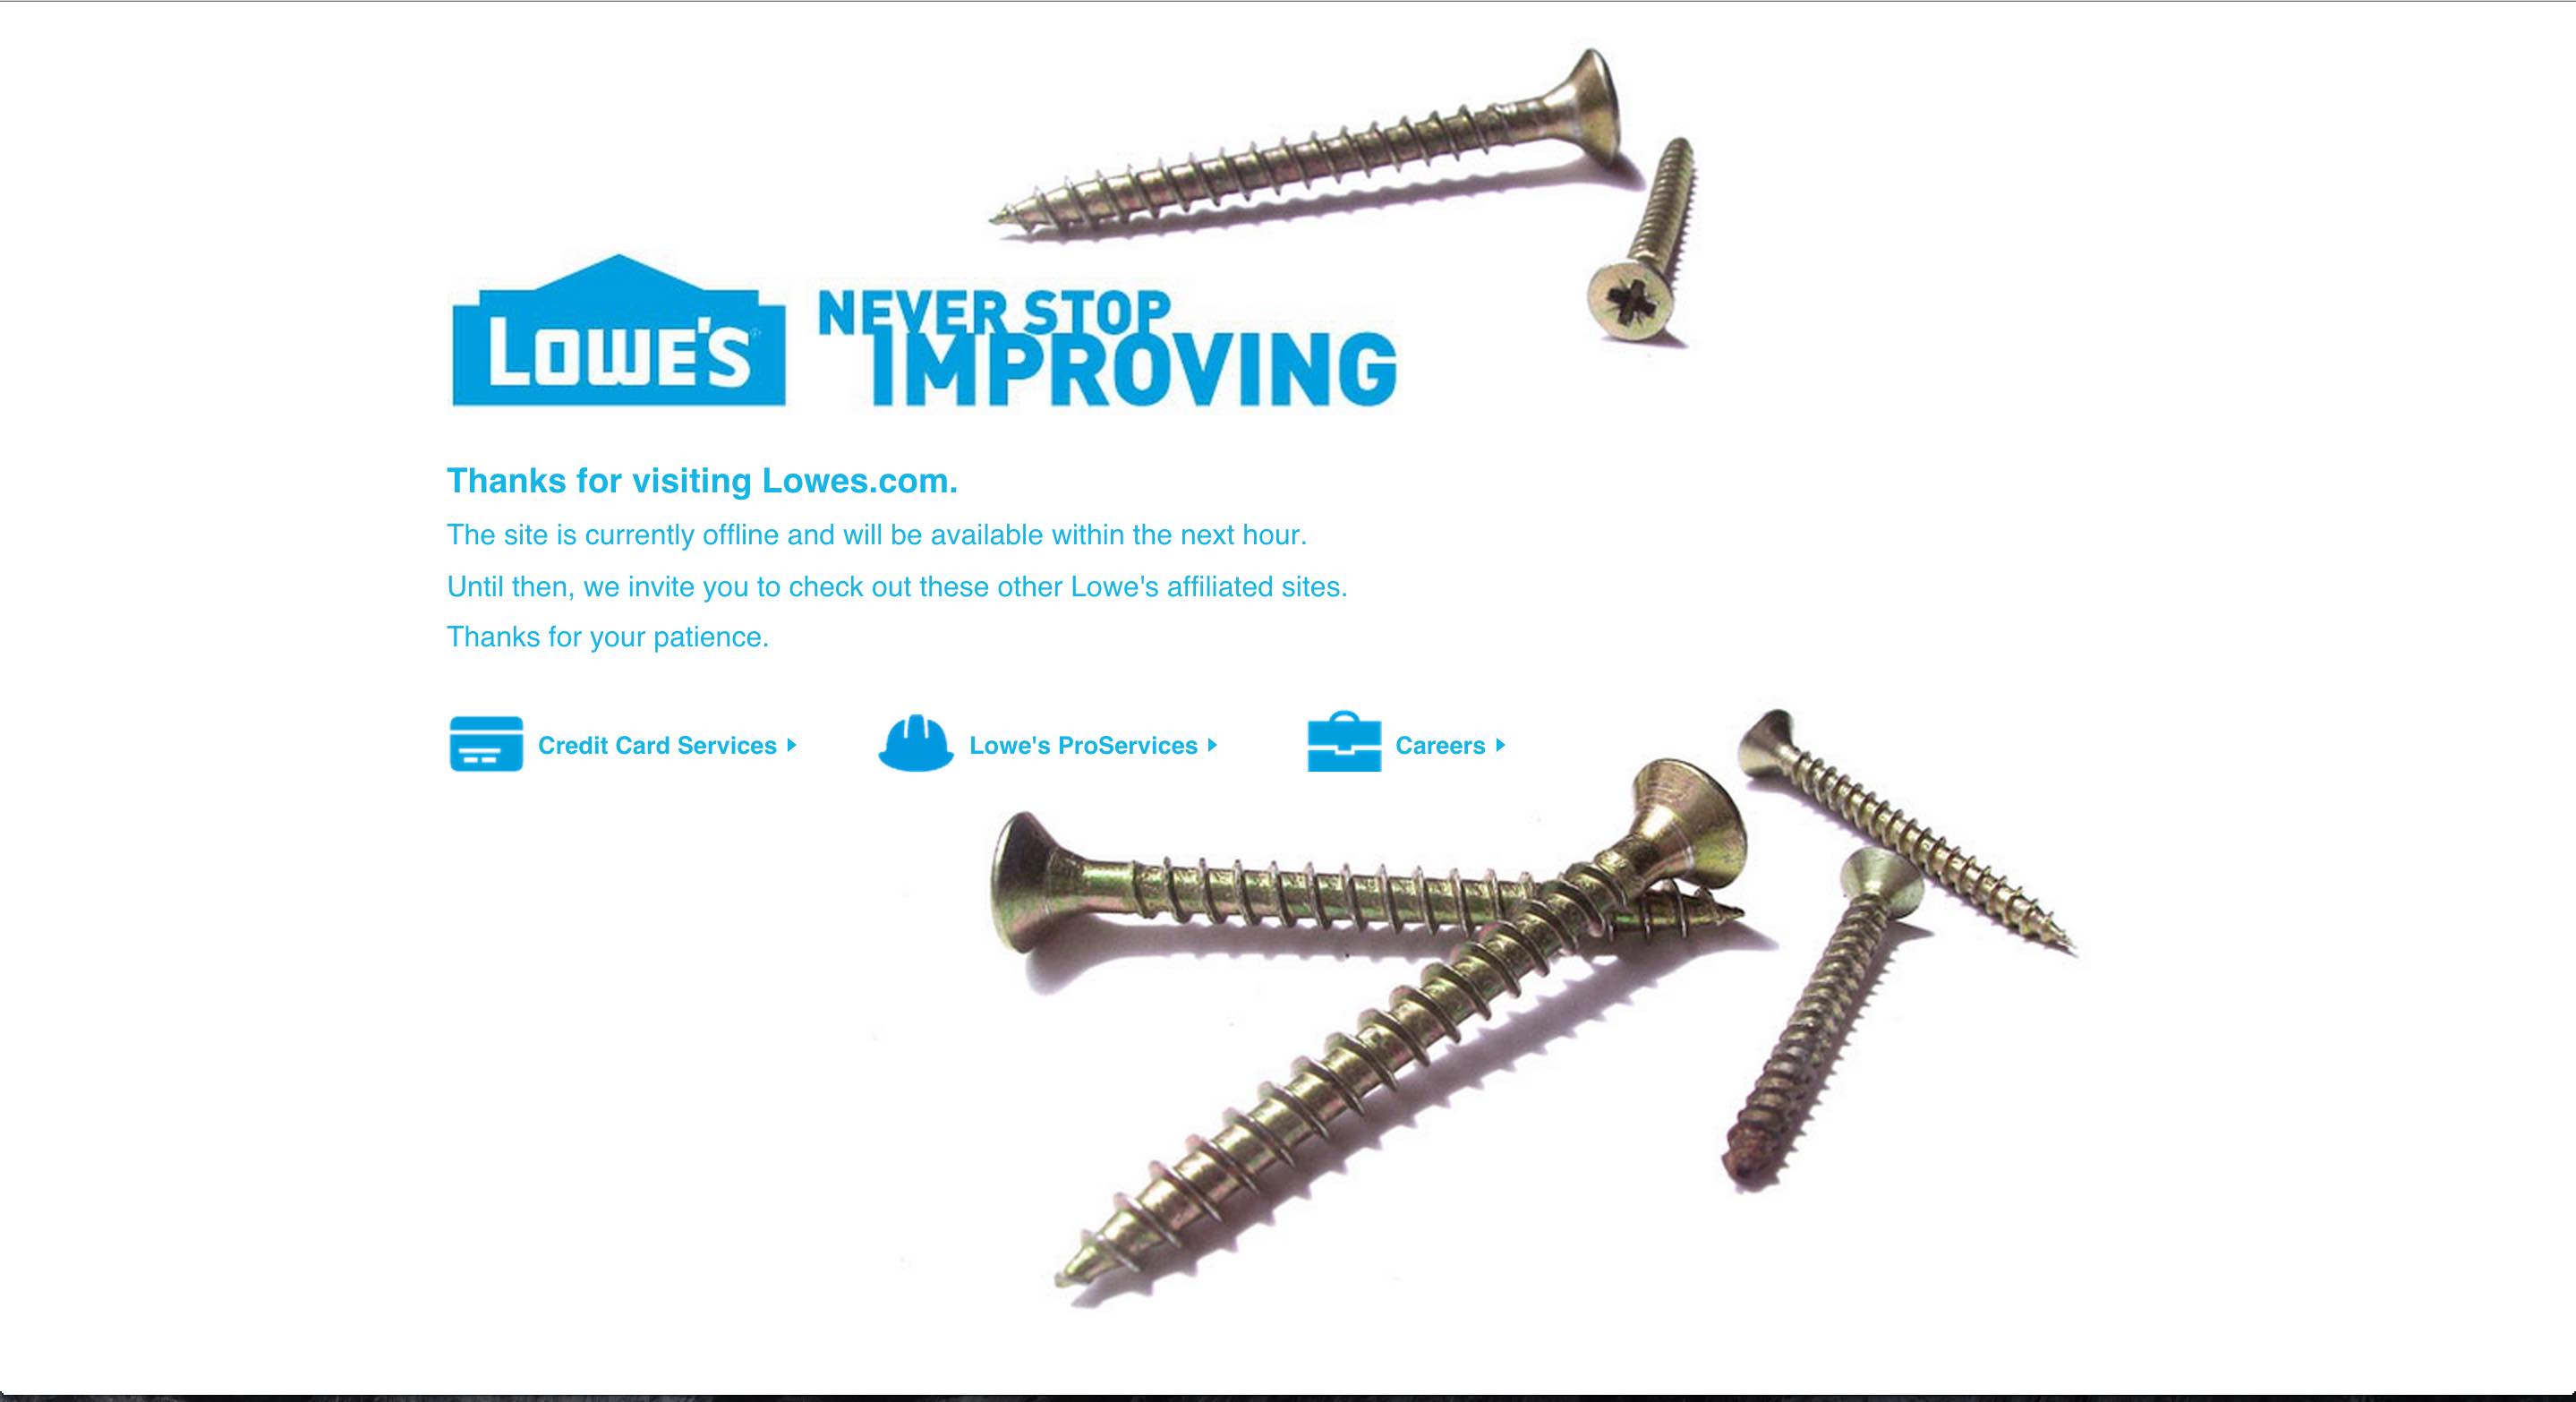 LOWE'S®
NEVER STOP
IMPROVING
Thanks for visiting Lowes.com.
The site is currently offline and will be available within the next hour.
Until then, we invite you to check out these other Lowe's affiliated sites.
Thanks for your patience.
Credit Card Services
Lowe's ProServices
Careers